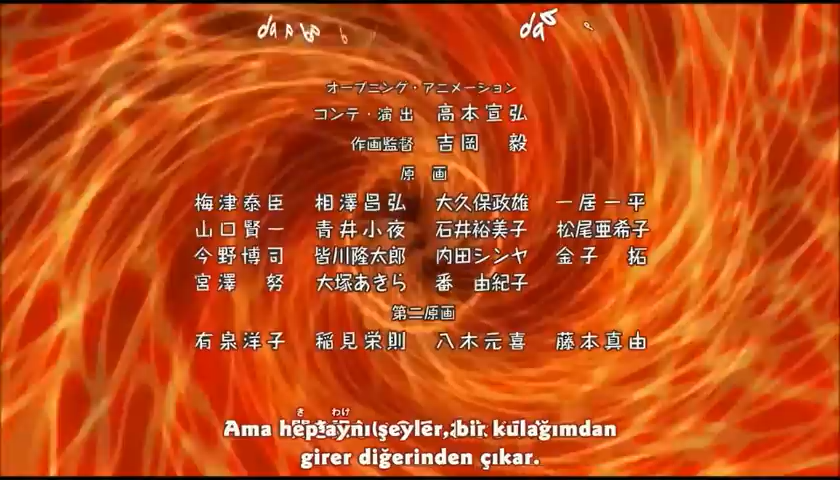 オープニング・アニメーション
コンテ・演出 高本宣弘
作画監督 吉岡 毅
原 画
梅津泰臣 相澤昌弘 大久保政雄 一居一平
山口賢一 青井小夜 石井裕美子 松尾亜希子
今野博司 皆川隆太郎 内田シンヤ 金子 拓
宮澤 努 大塚あきら 番 由紀子
第二原画
有泉洋子 稲見栄則 八木元喜 藤本真由
き わけ
Ama hep aynı şeyler, bir kulağımdan
girer diğerinden çıkar.